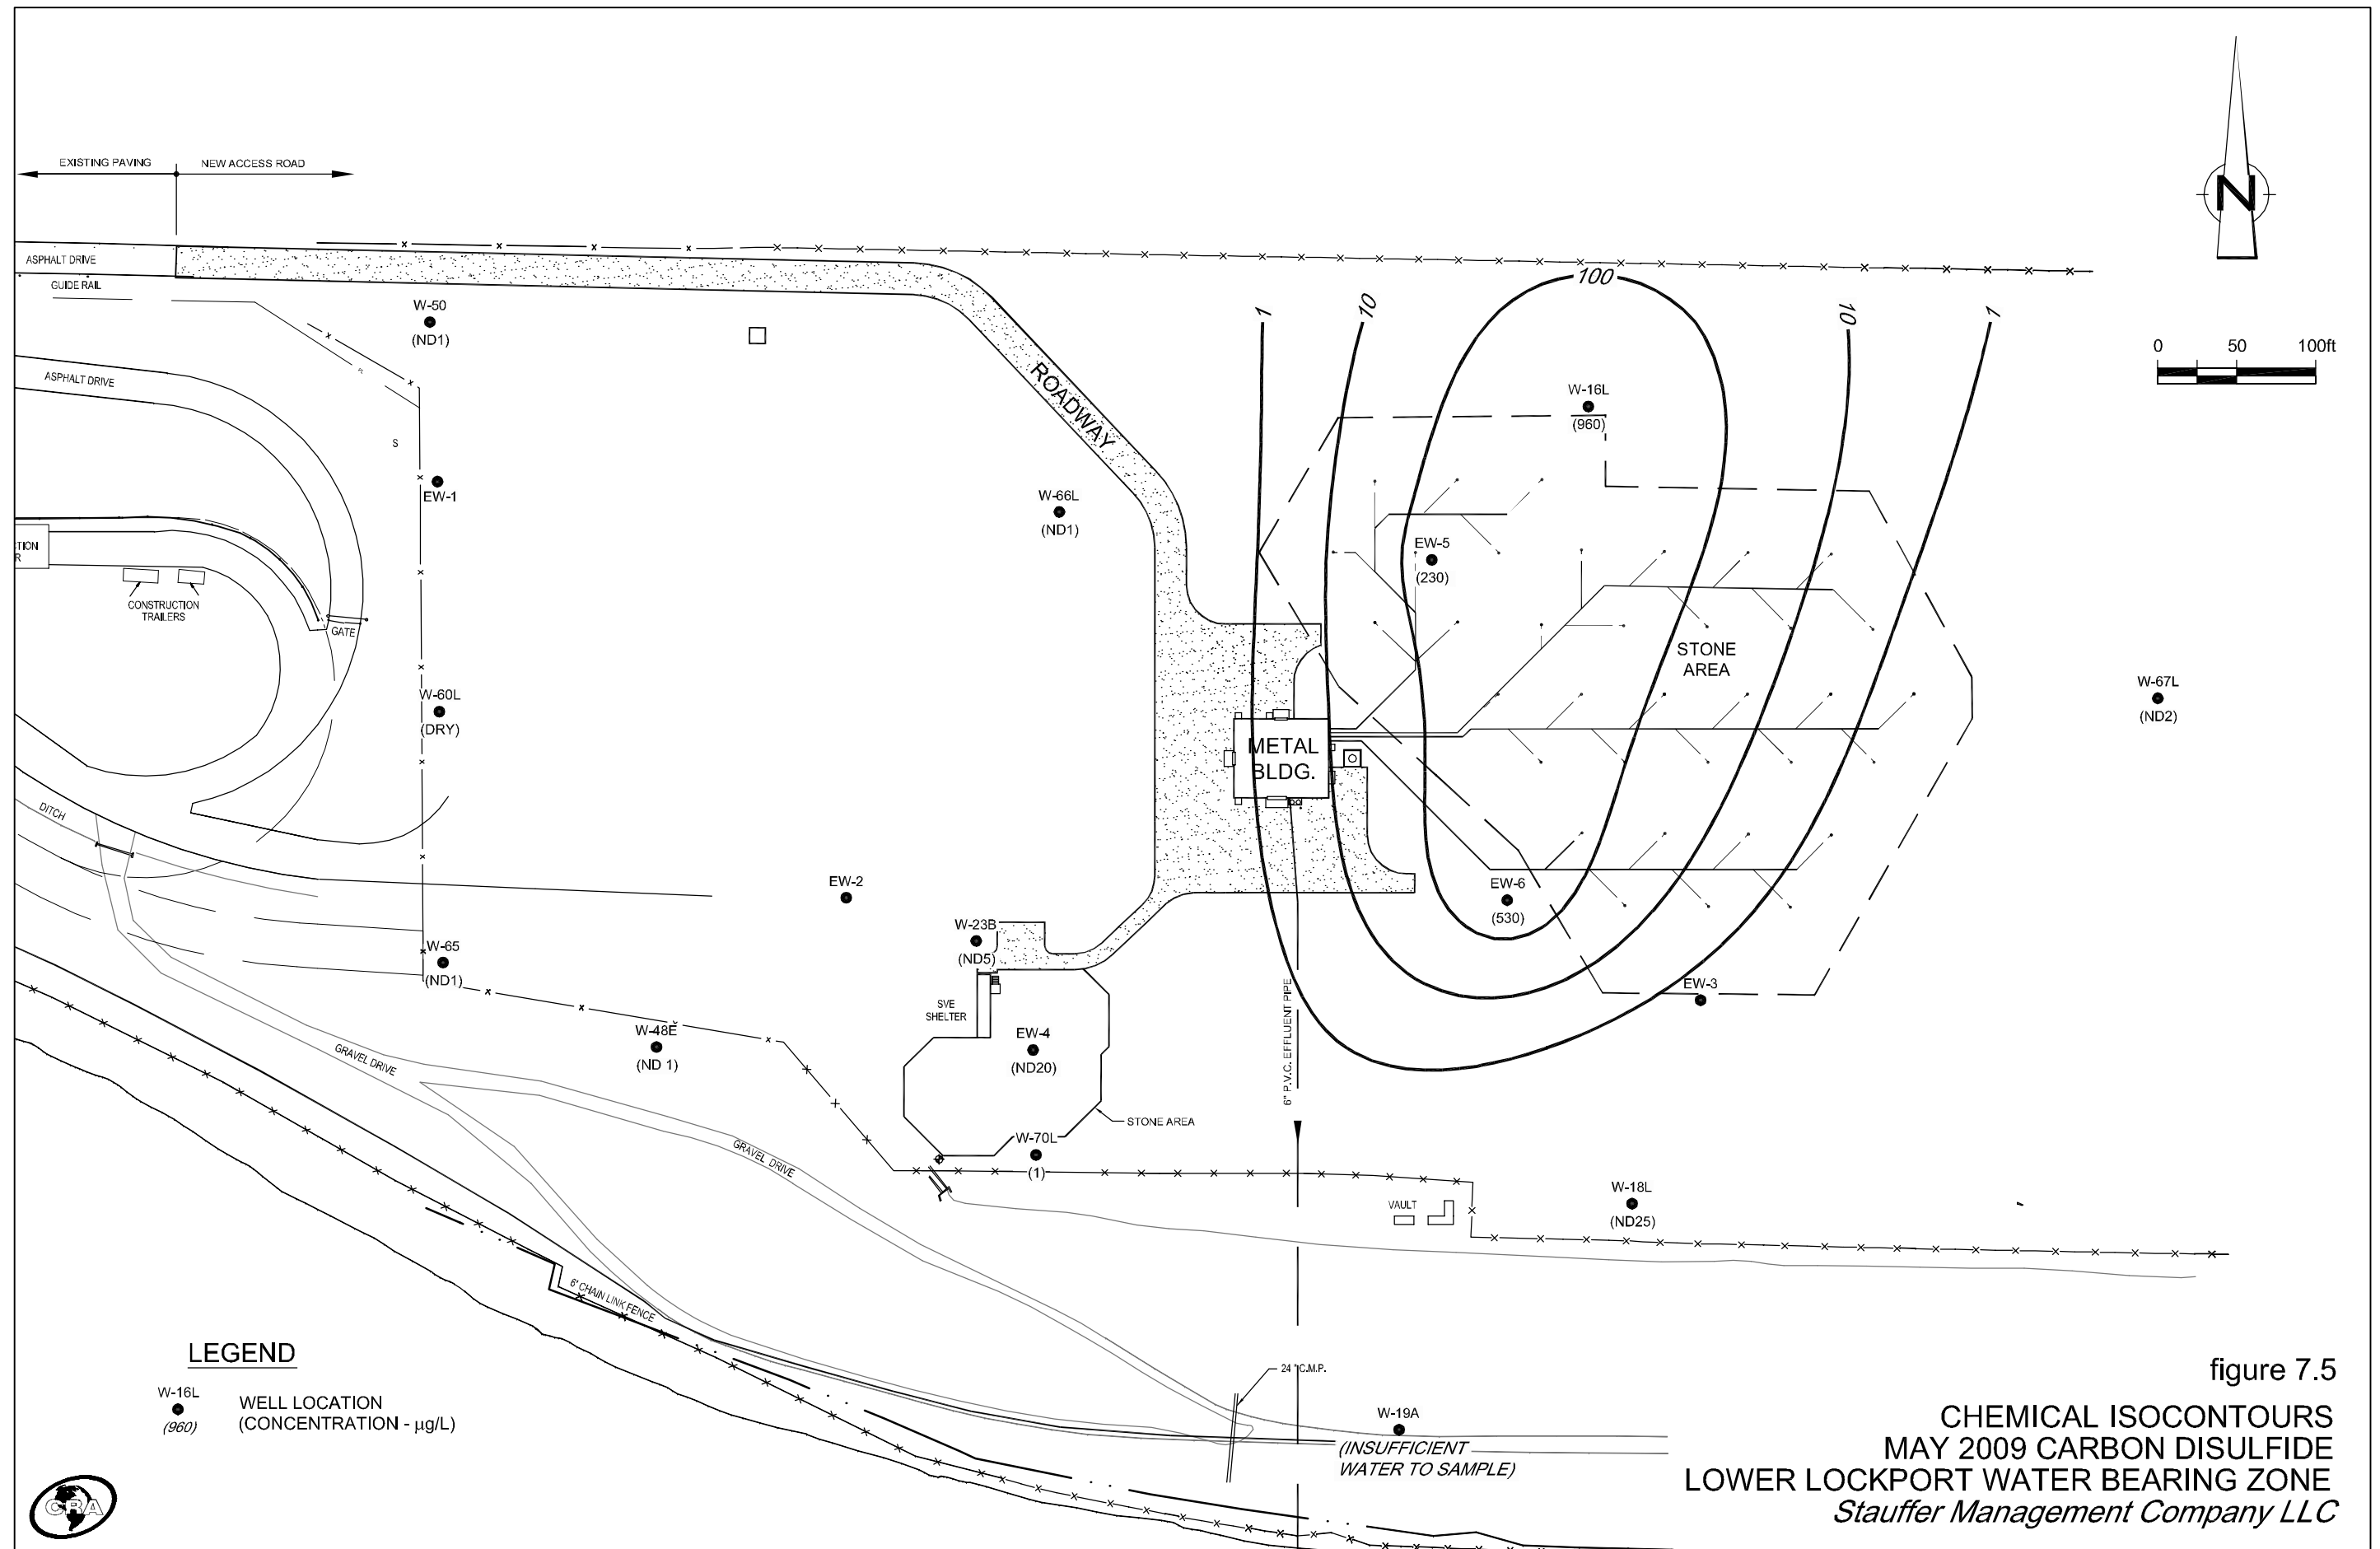 EXISTING PAVING
NEW ACCESS ROAD
N
ASPHALT DRIVE
GUIDE RAIL
100
1
10
10
1
W-50
(ND1)
0 50 100ft
ASPHALT DRIVE
ROADWAY
W-16L
(960)
S
EW-1
W-66L
(ND1)
TION
R
EW-5
(230)
CONSTRUCTION
TRAILERS
GATE
STONE
AREA
W-60L
(DRY)
W-67L
(ND2)
METAL
BLDG.
DITCH
EW-2
EW-6
(530)
W-23B
(ND5)
W-65
(ND1)
EW-3
SVE
SHELTER
6" P.V.C. EFFLUENT PIPE
W-48E
(ND 1)
EW-4
(ND20)
GRAVEL DRIVE
STONE AREA
W-70L
(1)
GRAVEL DRIVE
W-18L
(ND25)
VAULT
6' CHAIN LINK FENCE
LEGEND
W-16L
(960)
WELL LOCATION
(CONCENTRATION - µg/L)
24" C.M.P.
W-19A
(INSUFFICIENT
WATER TO SAMPLE)
figure 7.5
CHEMICAL ISOCONTOURS
MAY 2009 CARBON DISULFIDE
LOWER LOCKPORT WATER BEARING ZONE
Stauffer Management Company LLC
CRA